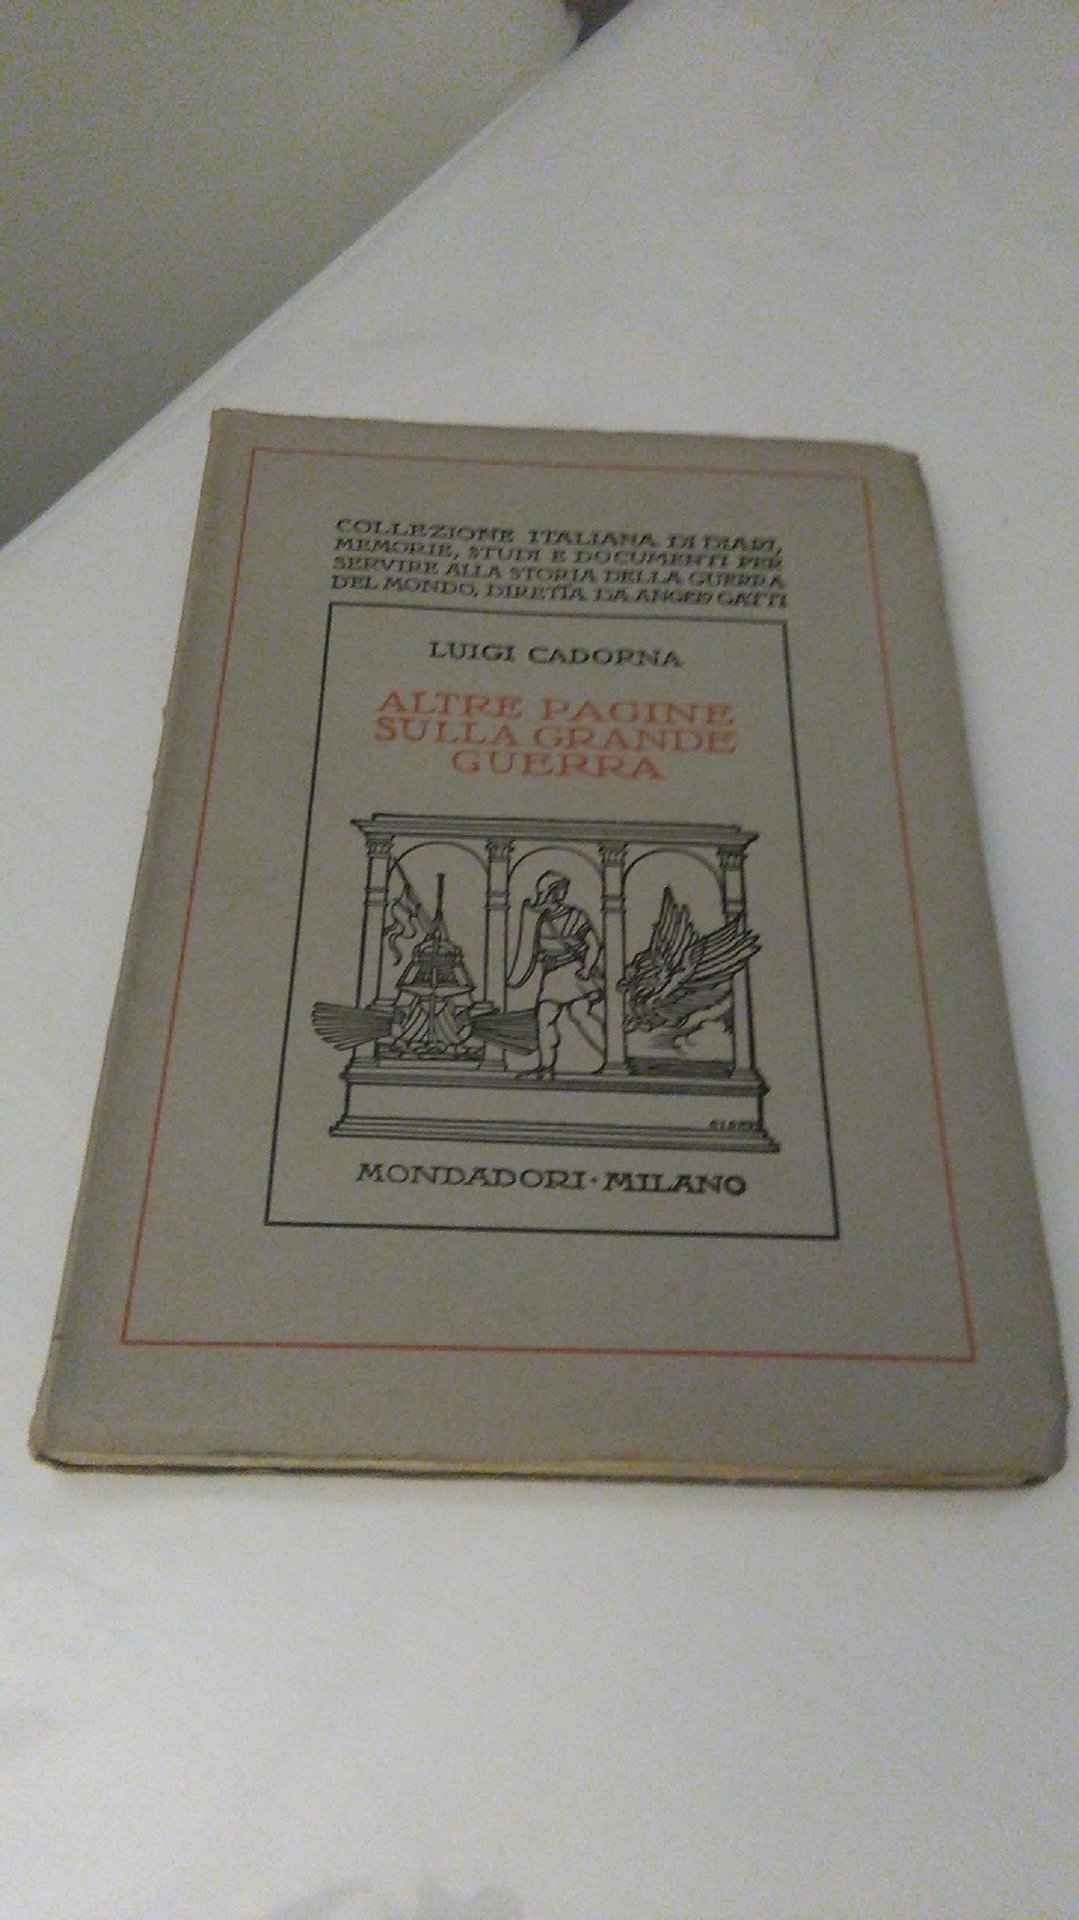 COLLEZIONE ITALIANA DI DIARI,
MEMORIE, STUDI E DOCUMENTI PER
SERVIRE ALLA STORIA DELLA GUERRA
DEL MONDO, DIRETTA DA ANGELO GATTI
LUIGI CADORNA
ALTRE PAGINE
SULLA GRANDE
GUERRA
MONDADORI · MILANO